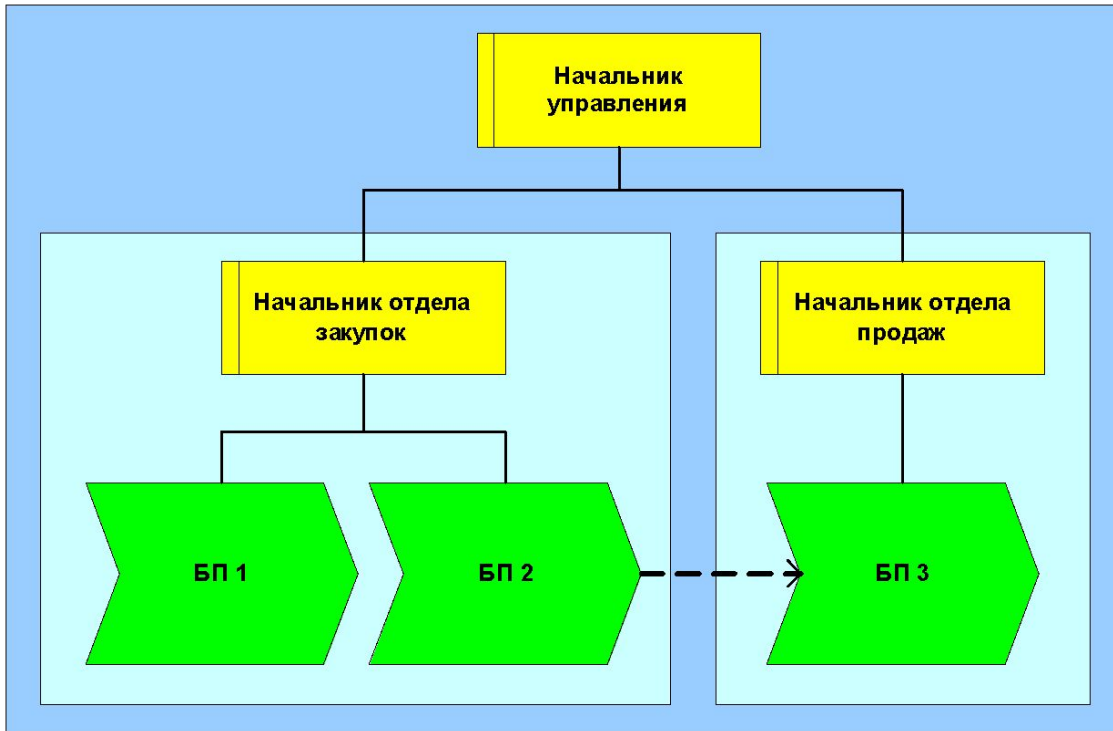 Начальник
управления
Начальник отдела
закупок
Начальник отдела
продаж
БП 1
БП 2
БП 3